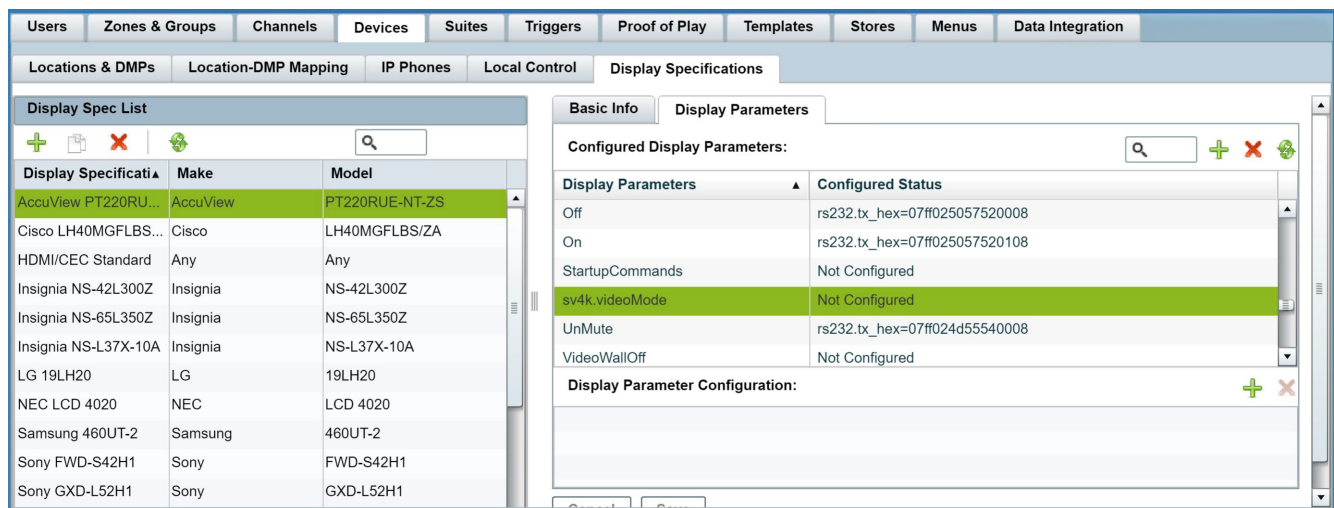 Users Zones & Groups Channels Devices Suites Triggers Proof of Play Templates Stores Menus Data Integration
Locations & DMPs Location-DMP Mapping IP Phones Local Control Display Specifications
Display Spec List
Display Specificati Make Model
AccuView PT220RU... AccuView PT220RUE-NT-ZS
Cisco LH40MGFLBS... Cisco LH40MGFLBS/ZA
HDMI/CEC Standard Any Any
Insignia NS-42L300Z Insignia NS-42L300Z
Insignia NS-65L350Z Insignia NS-65L350Z
Insignia NS-L37X-10A Insignia NS-L37X-10A
LG 19LH20 LG 19LH20
NEC LCD 4020 NEC LCD 4020
Samsung 460UT-2 Samsung 460UT-2
Sony FWD-S42H1 Sony FWD-S42H1
Sony GXD-L52H1 Sony GXD-L52H1
Basic Info Display Parameters
Configured Display Parameters:
Display Parameters Configured Status
Off rs232.tx_hex=07ff025057520008
On rs232.tx_hex=07ff025057520108
StartupCommands Not Configured
sv4k.videoMode Not Configured
UnMute rs232.tx_hex=07ff024d55540008
VideoWallOff Not Configured
Display Parameter Configuration: